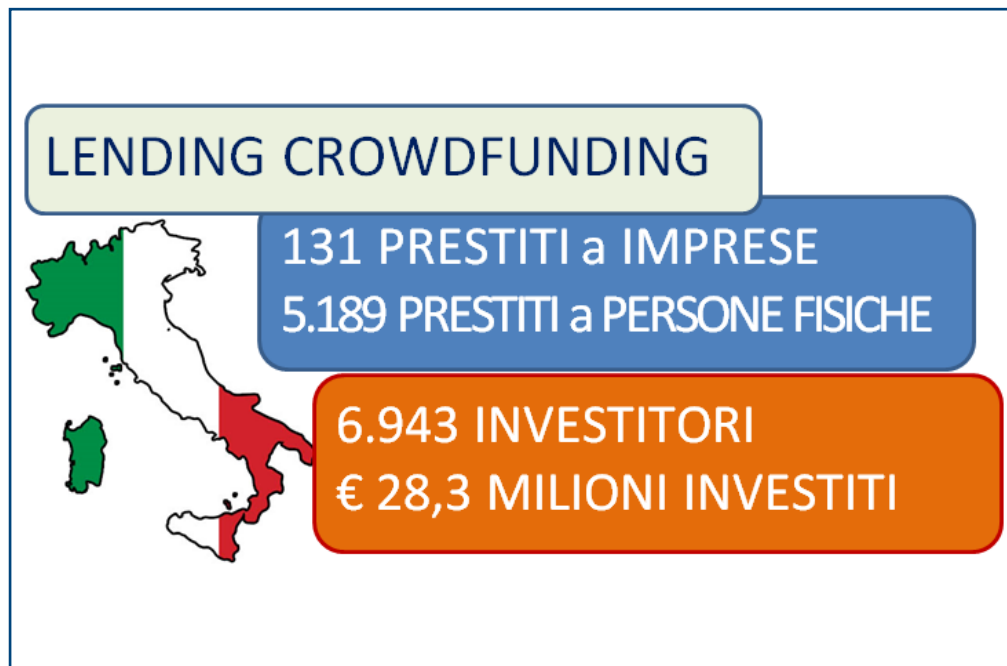 LENDING CROWDFUNDING
131 PRESTITI a IMPRESE
5.189 PRESTITI a PERSONE FISICHE
6.943 INVESTITORI
€ 28,3 MILIONI INVESTITI